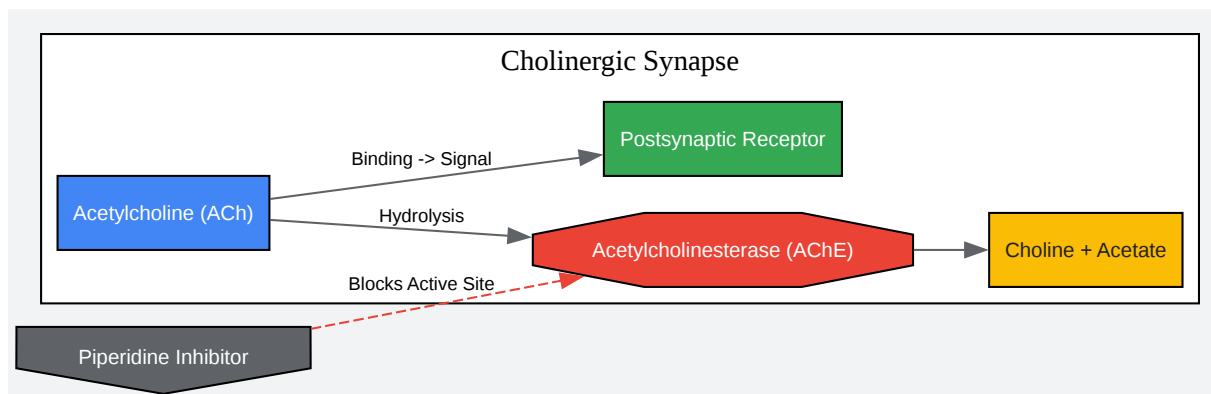 Cholinergic Synapse
Postsynaptic Receptor
Binding -> Signal
Acetylcholine (ACh)
Hydrolysis
Acetylcholinesterase (AChE)
Choline + Acetate
Blocks Active Site
Piperidine Inhibitor